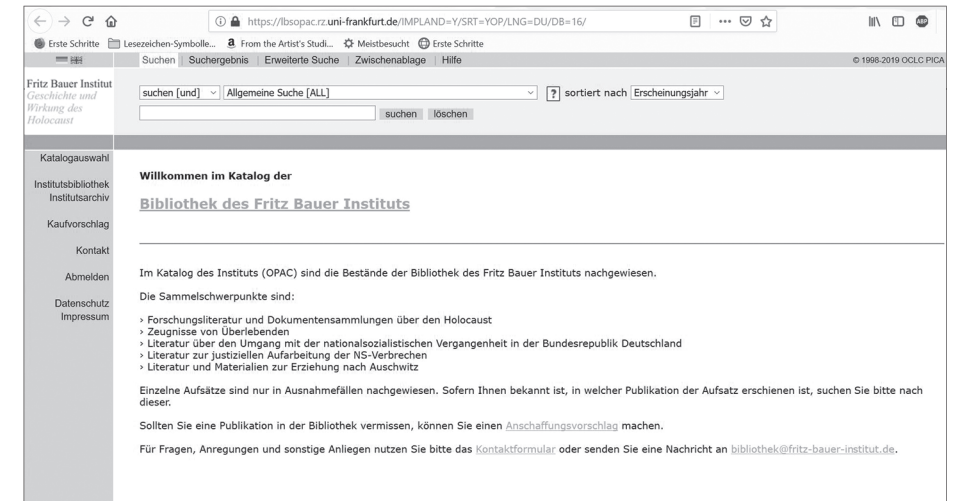 https://lbsopac.rz.uni-frankfurt.de/IMPLAND=Y/SRT=YOP/LNG=DU/DB=16/
Erste Schritte Lesezeichen-Symbolle... a From the Artist's Studi... Meistbesucht Erste Schritte
Suchen | Suchergebnis | Erweiterte Suche | Zwischenablage | Hilfe © 1998-2019 OCLC PICA
Fritz Bauer Institut
Geschichte und
Wirkung des
Holocaust
suchen [und] Allgemeine Suche [ALL] ? sortiert nach Erscheinungsjahr
suchen löschen
Katalogauswahl
Institutsbibliothek
Institutsarchiv
Kaufvorschlag
Kontakt
Abmelden
Datenschutz
Impressum
Willkommen im Katalog der
Bibliothek des Fritz Bauer Instituts
Im Katalog des Instituts (OPAC) sind die Bestände der Bibliothek des Fritz Bauer Instituts nachgewiesen.
Die Sammelschwerpunkte sind:
› Forschungsliteratur und Dokumentensammlungen über den Holocaust
› Zeugnisse von Überlebenden
› Literatur über den Umgang mit der nationalsozialistischen Vergangenheit in der Bundesrepublik Deutschland
› Literatur zur justiziellen Aufarbeitung der NS-Verbrechen
› Literatur und Materialien zur Erziehung nach Auschwitz
Einzelne Aufsätze sind nur in Ausnahmefällen nachgewiesen. Sofern Ihnen bekannt ist, in welcher Publikation der Aufsatz erschienen ist, suchen Sie bitte nach
dieser.
Sollten Sie eine Publikation in der Bibliothek vermissen, können Sie einen Anschaffungsvorschlag machen.
Für Fragen, Anregungen und sonstige Anliegen nutzen Sie bitte das Kontaktformular oder senden Sie eine Nachricht an bibliothek@fritz-bauer-institut.de.
ABP